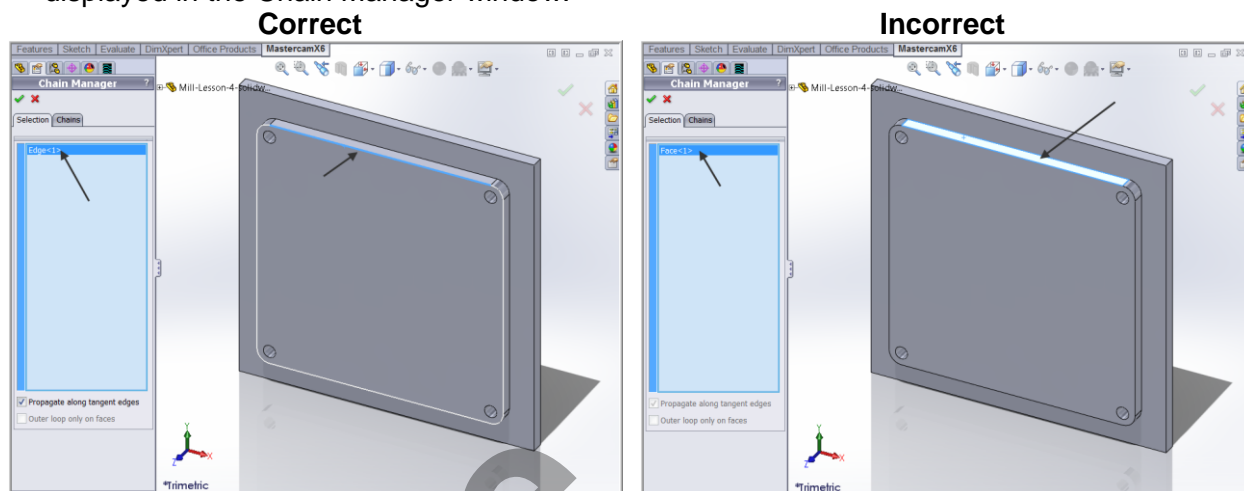 displayed in the Chain Manager window.
Correct
Incorrect
Features Sketch Evaluate DimXpert Office Products MastercamX6
Chain Manager ?
Mill-Lesson-4-solidw...
Selection Chains
Edge<1>
Propagate along tangent edges
Outer loop only on faces
Y
Z X
*Trimetric
Features Sketch Evaluate DimXpert Office Products MastercamX6
Chain Manager ?
Mill-Lesson-4-solidw...
Selection Chains
Face<1>
Propagate along tangent edges
Outer loop only on faces
Y
Z X
*Trimetric